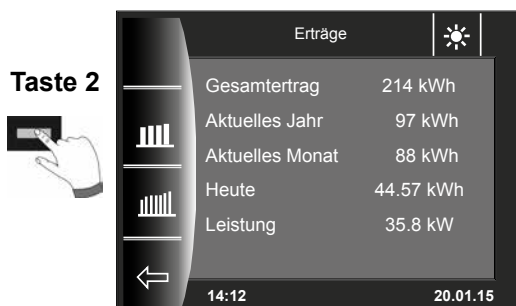 Erträge
Taste 2
Gesamtertrag 214 kWh
Aktuelles Jahr 97 kWh
Aktuelles Monat 88 kWh
Heute 44.57 kWh
Leistung 35.8 kW
14:12 20.01.15